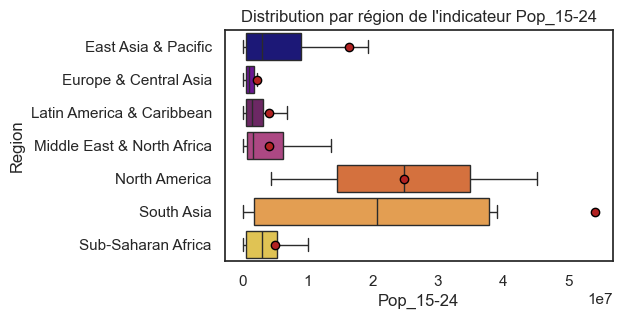 Distribution par région de l'indicateur Pop_15-24
East Asia & Pacific
Europe & Central Asia
Latin America & Caribbean
Middle East & North Africa
North America
South Asia
Sub-Saharan Africa
Region
0 1 2 3 4 5
1e7
Pop_15-24